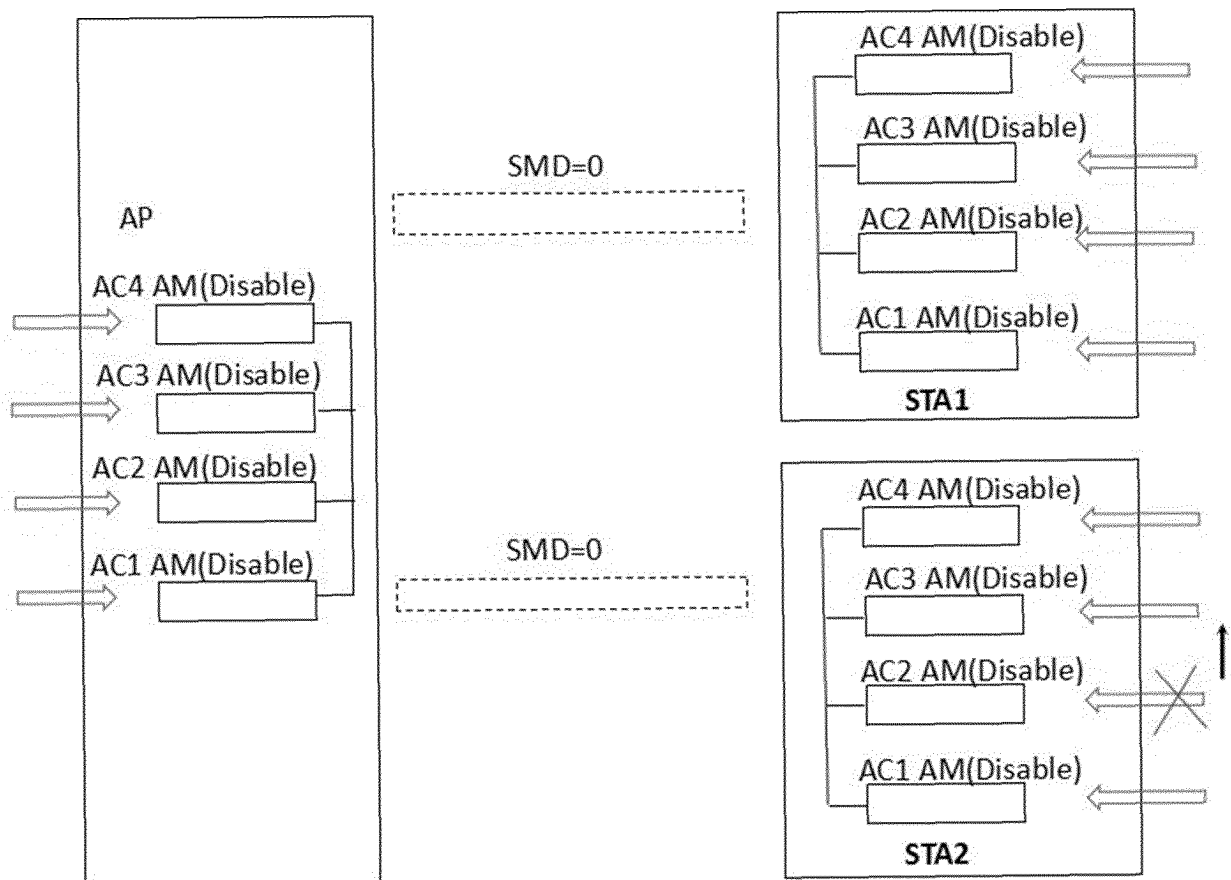 AP
AC4 AM(Disable)
AC3 AM(Disable)
AC2 AM(Disable)
AC1 AM(Disable)
SMD=0
SMD=0
AC4 AM(Disable)
AC3 AM(Disable)
AC2 AM(Disable)
AC1 AM(Disable)
STA1
AC4 AM(Disable)
AC3 AM(Disable)
AC2 AM(Disable)
AC1 AM(Disable)
STA2